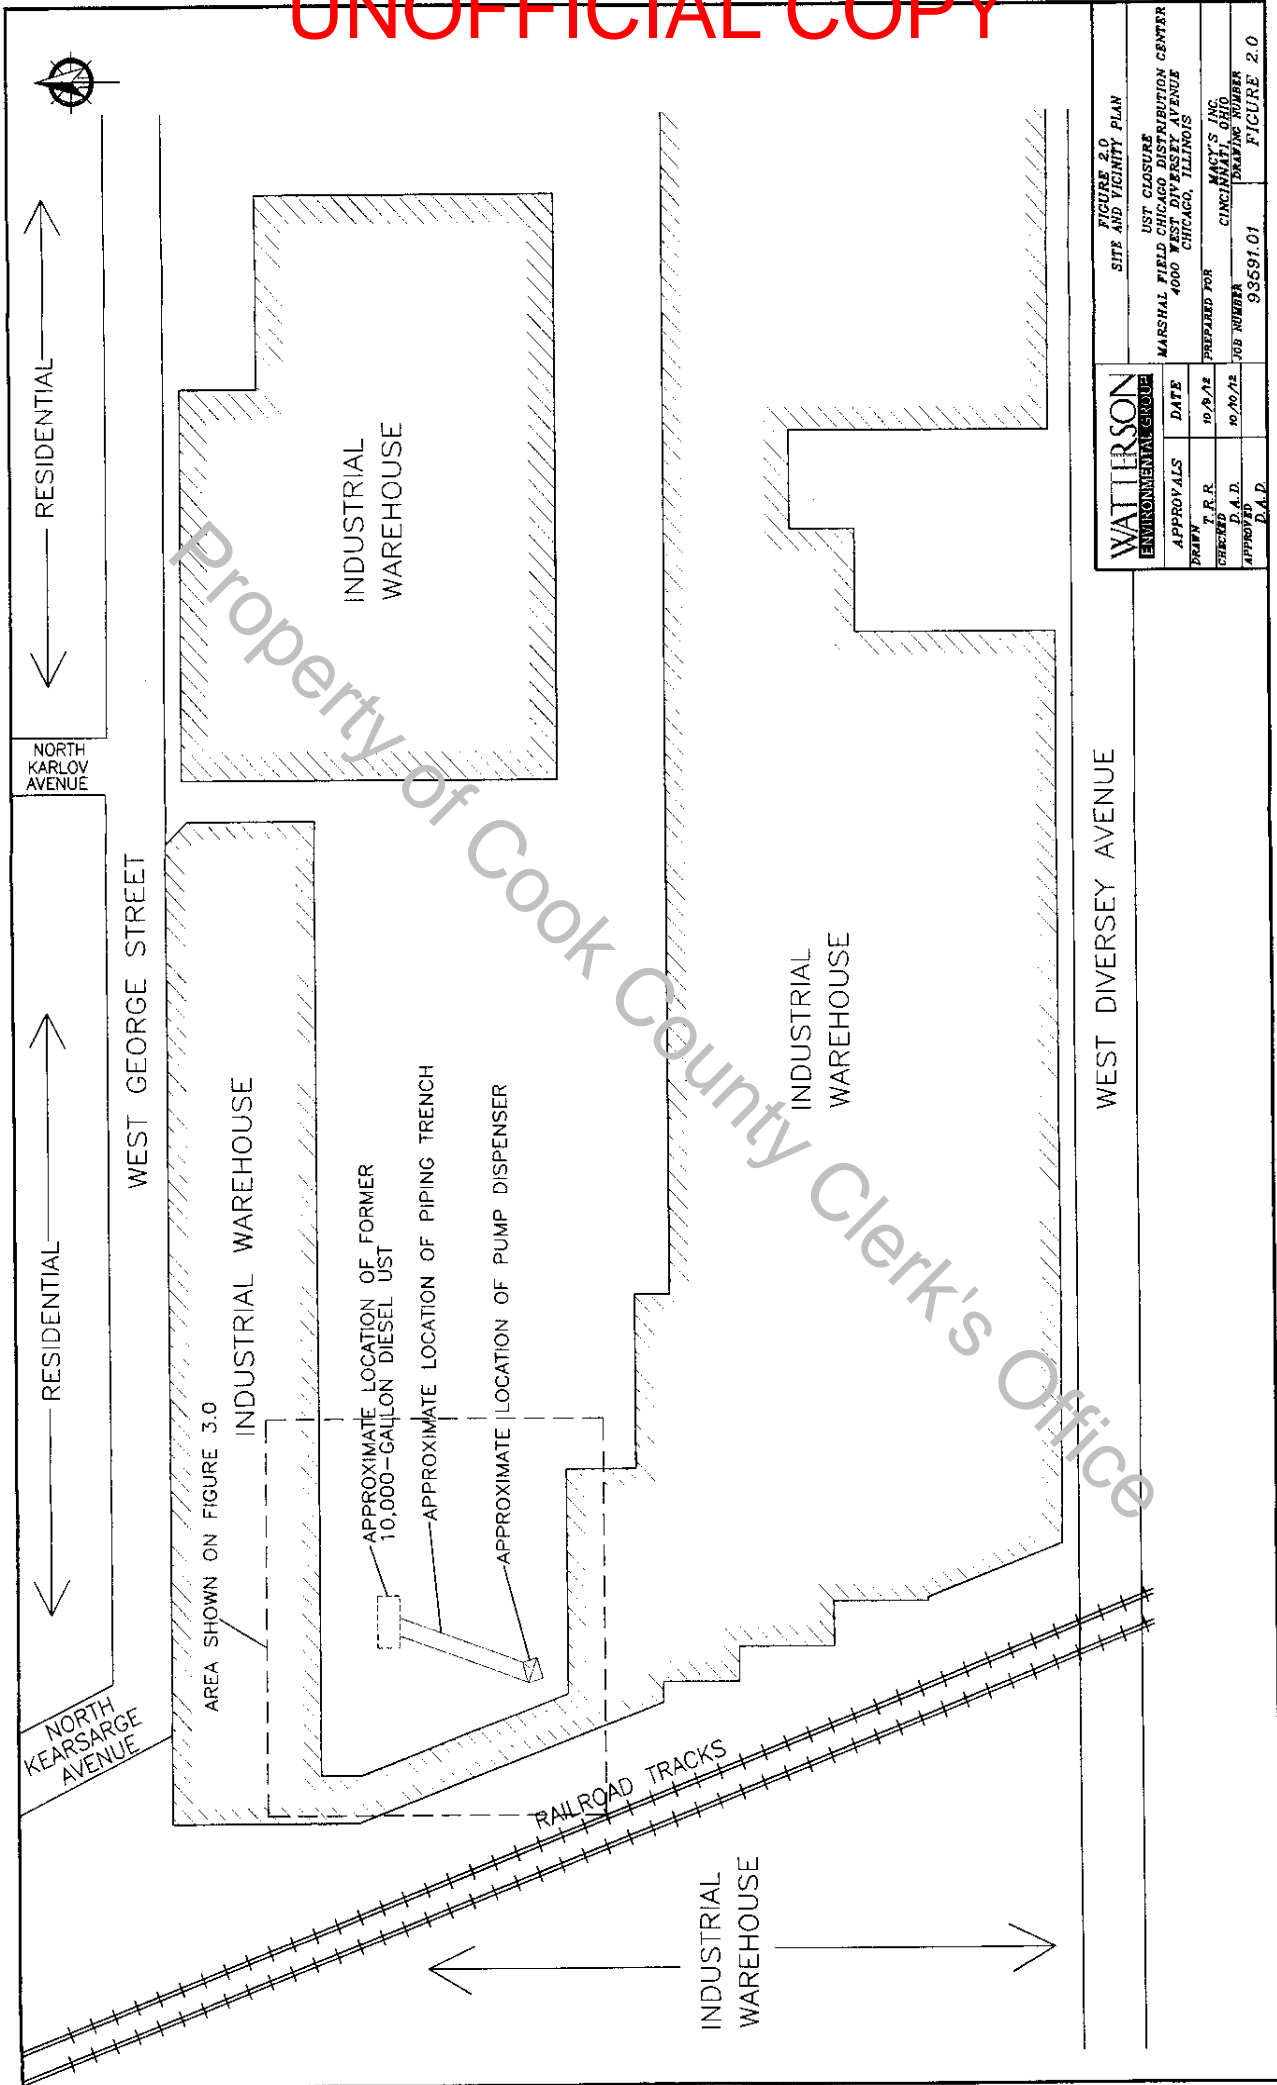 UNOFFICIAL COPY
RESIDENTIAL
RESIDENTIAL
NORTH
KEARSARGE
AVENUE
NORTH
KARLOV
AVENUE
WEST GEORGE STREET
AREA SHOWN ON FIGURE 3.0
INDUSTRIAL WAREHOUSE
INDUSTRIAL
WAREHOUSE
APPROXIMATE LOCATION OF FORMER
10,000-GALLON DIESEL UST
APPROXIMATE LOCATION OF PIPING TRENCH
APPROXIMATE LOCATION OF PUMP DISPENSER
RAILROAD TRACKS
INDUSTRIAL
WAREHOUSE
INDUSTRIAL
WAREHOUSE
WEST DIVERSEY AVENUE
Property of Cook County Clerk's Office
WATTERSON
ENVIRONMENTAL GROUP
APPROVALS DATE
DRAWN
T.R.R. 10/9/12
CHECKED
D.A.D. 10/10/12
APPROVED
D.A.D.
FIGURE 2.0
SITE AND VICINITY PLAN
UST CLOSURE
MARSHAL FIELD CHICAGO DISTRIBUTION CENTER
4000 WEST DIVERSEY AVENUE
CHICAGO, ILLINOIS
PREPARED FOR
MACY'S INC.
CINCINNATI, OHIO
JOB NUMBER
93591.01
DRAWING NUMBER
FIGURE 2.0